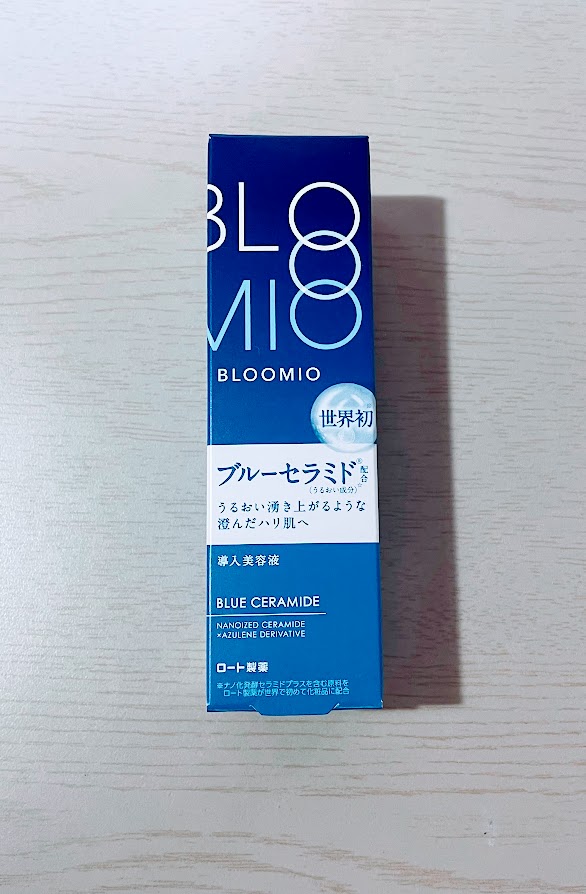 BLO
O
MIO
BLOOMIO
世界初
ブルーセラミド※配合
(うるおい成分)
うるおい湧き上がるような
澄んだハリ肌へ
導入美容液
BLUE CERAMIDE
NANOIZED CERAMIDE
×AZULENE DERIVATIVE
ロート製薬
※ナノ化発酵セラミドプラスを含む原料を
ロート製薬が世界で初めて化粧品に配合